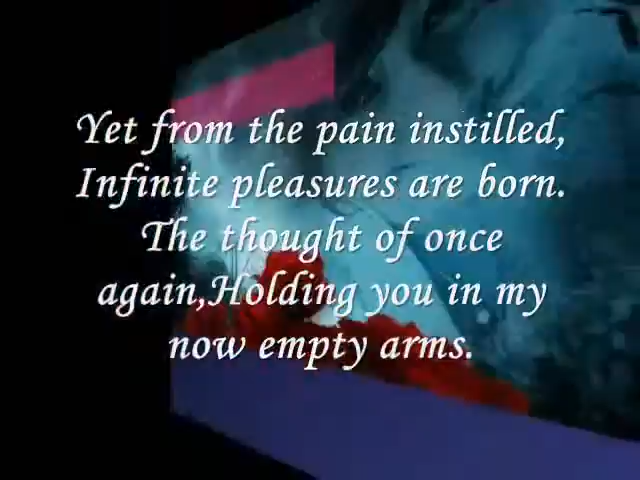 Yet from the pain instilled,
Infinite pleasures are born.
The thought of once
again,Holding you in my
now empty arms.